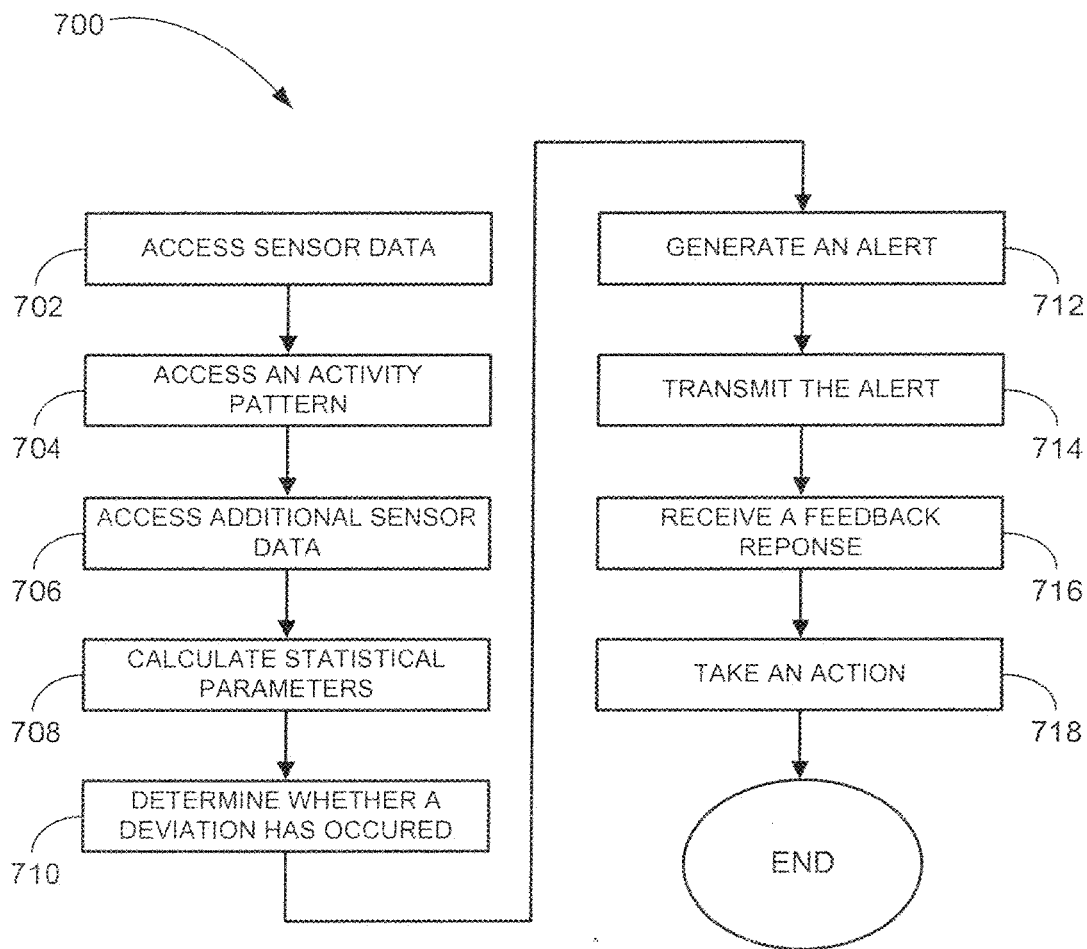 700
ACCESS SENSOR DATA
702
ACCESS AN ACTIVITY
PATTERN
704
ACCESS ADDITIONAL SENSOR
DATA
706
CALCULATE STATISTICAL
PARAMETERS
708
DETERMINE WHETHER A
DEVIATION HAS OCCURED
710
GENERATE AN ALERT
712
TRANSMIT THE ALERT
714
RECEIVE A FEEDBACK
REPONSE
716
TAKE AN ACTION
718
END